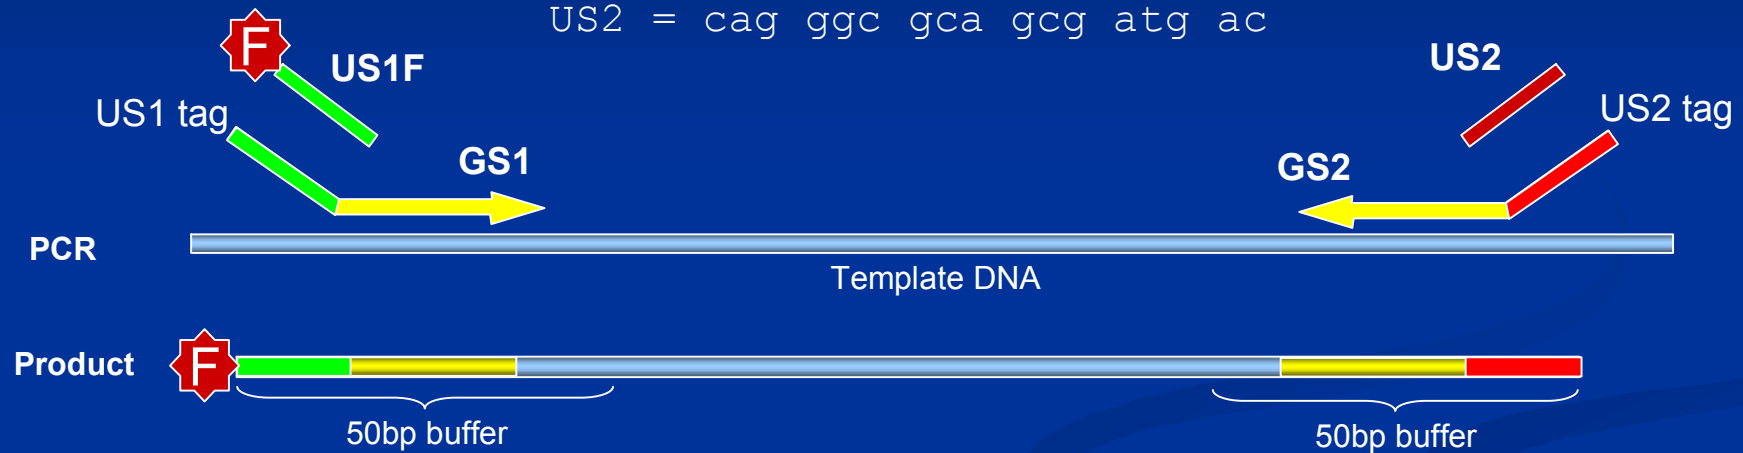 US2 = cag ggc gca gcg atg ac
F
US1F
US2
US1 tag
US2 tag
GS1
GS2
PCR
Template DNA
Product
F
50bp buffer
50bp buffer